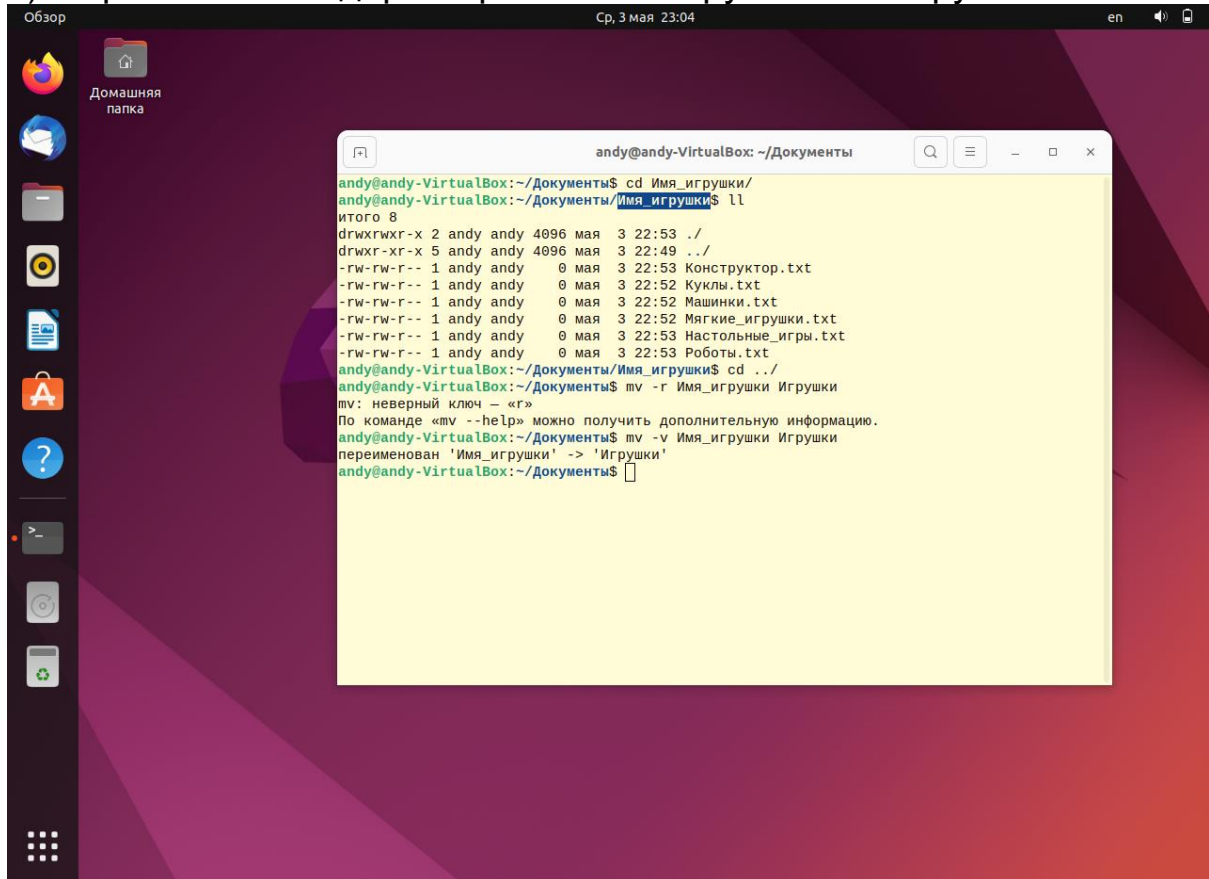 Обзор
Ср, 3 мая 23:04
en
Домашняя
папка
andy@andy-VirtualBox: ~/Документы
andy@andy-VirtualBox:~/Документы$ cd Имя_игрушки/
andy@andy-VirtualBox:~/Документы/Имя_игрушки$ ll
итого 8
drwxrwxr-x 2 andy andy 4096 мая  3 22:53 ./
drwxr-xr-x 5 andy andy 4096 мая  3 22:49 ../
-rw-rw-r-- 1 andy andy    0 мая  3 22:53 Конструктор.txt
-rw-rw-r-- 1 andy andy    0 мая  3 22:52 Куклы.txt
-rw-rw-r-- 1 andy andy    0 мая  3 22:52 Машинки.txt
-rw-rw-r-- 1 andy andy    0 мая  3 22:52 Мягкие_игрушки.txt
-rw-rw-r-- 1 andy andy    0 мая  3 22:53 Настольные_игры.txt
-rw-rw-r-- 1 andy andy    0 мая  3 22:53 Роботы.txt
andy@andy-VirtualBox:~/Документы/Имя_игрушки$ cd ../
andy@andy-VirtualBox:~/Документы$ mv -r Имя_игрушки Игрушки
mv: неверный ключ — «r»
По команде «mv --help» можно получить дополнительную информацию.
andy@andy-VirtualBox:~/Документы$ mv -v Имя_игрушки Игрушки
переименован 'Имя_игрушки' -> 'Игрушки'
andy@andy-VirtualBox:~/Документы$